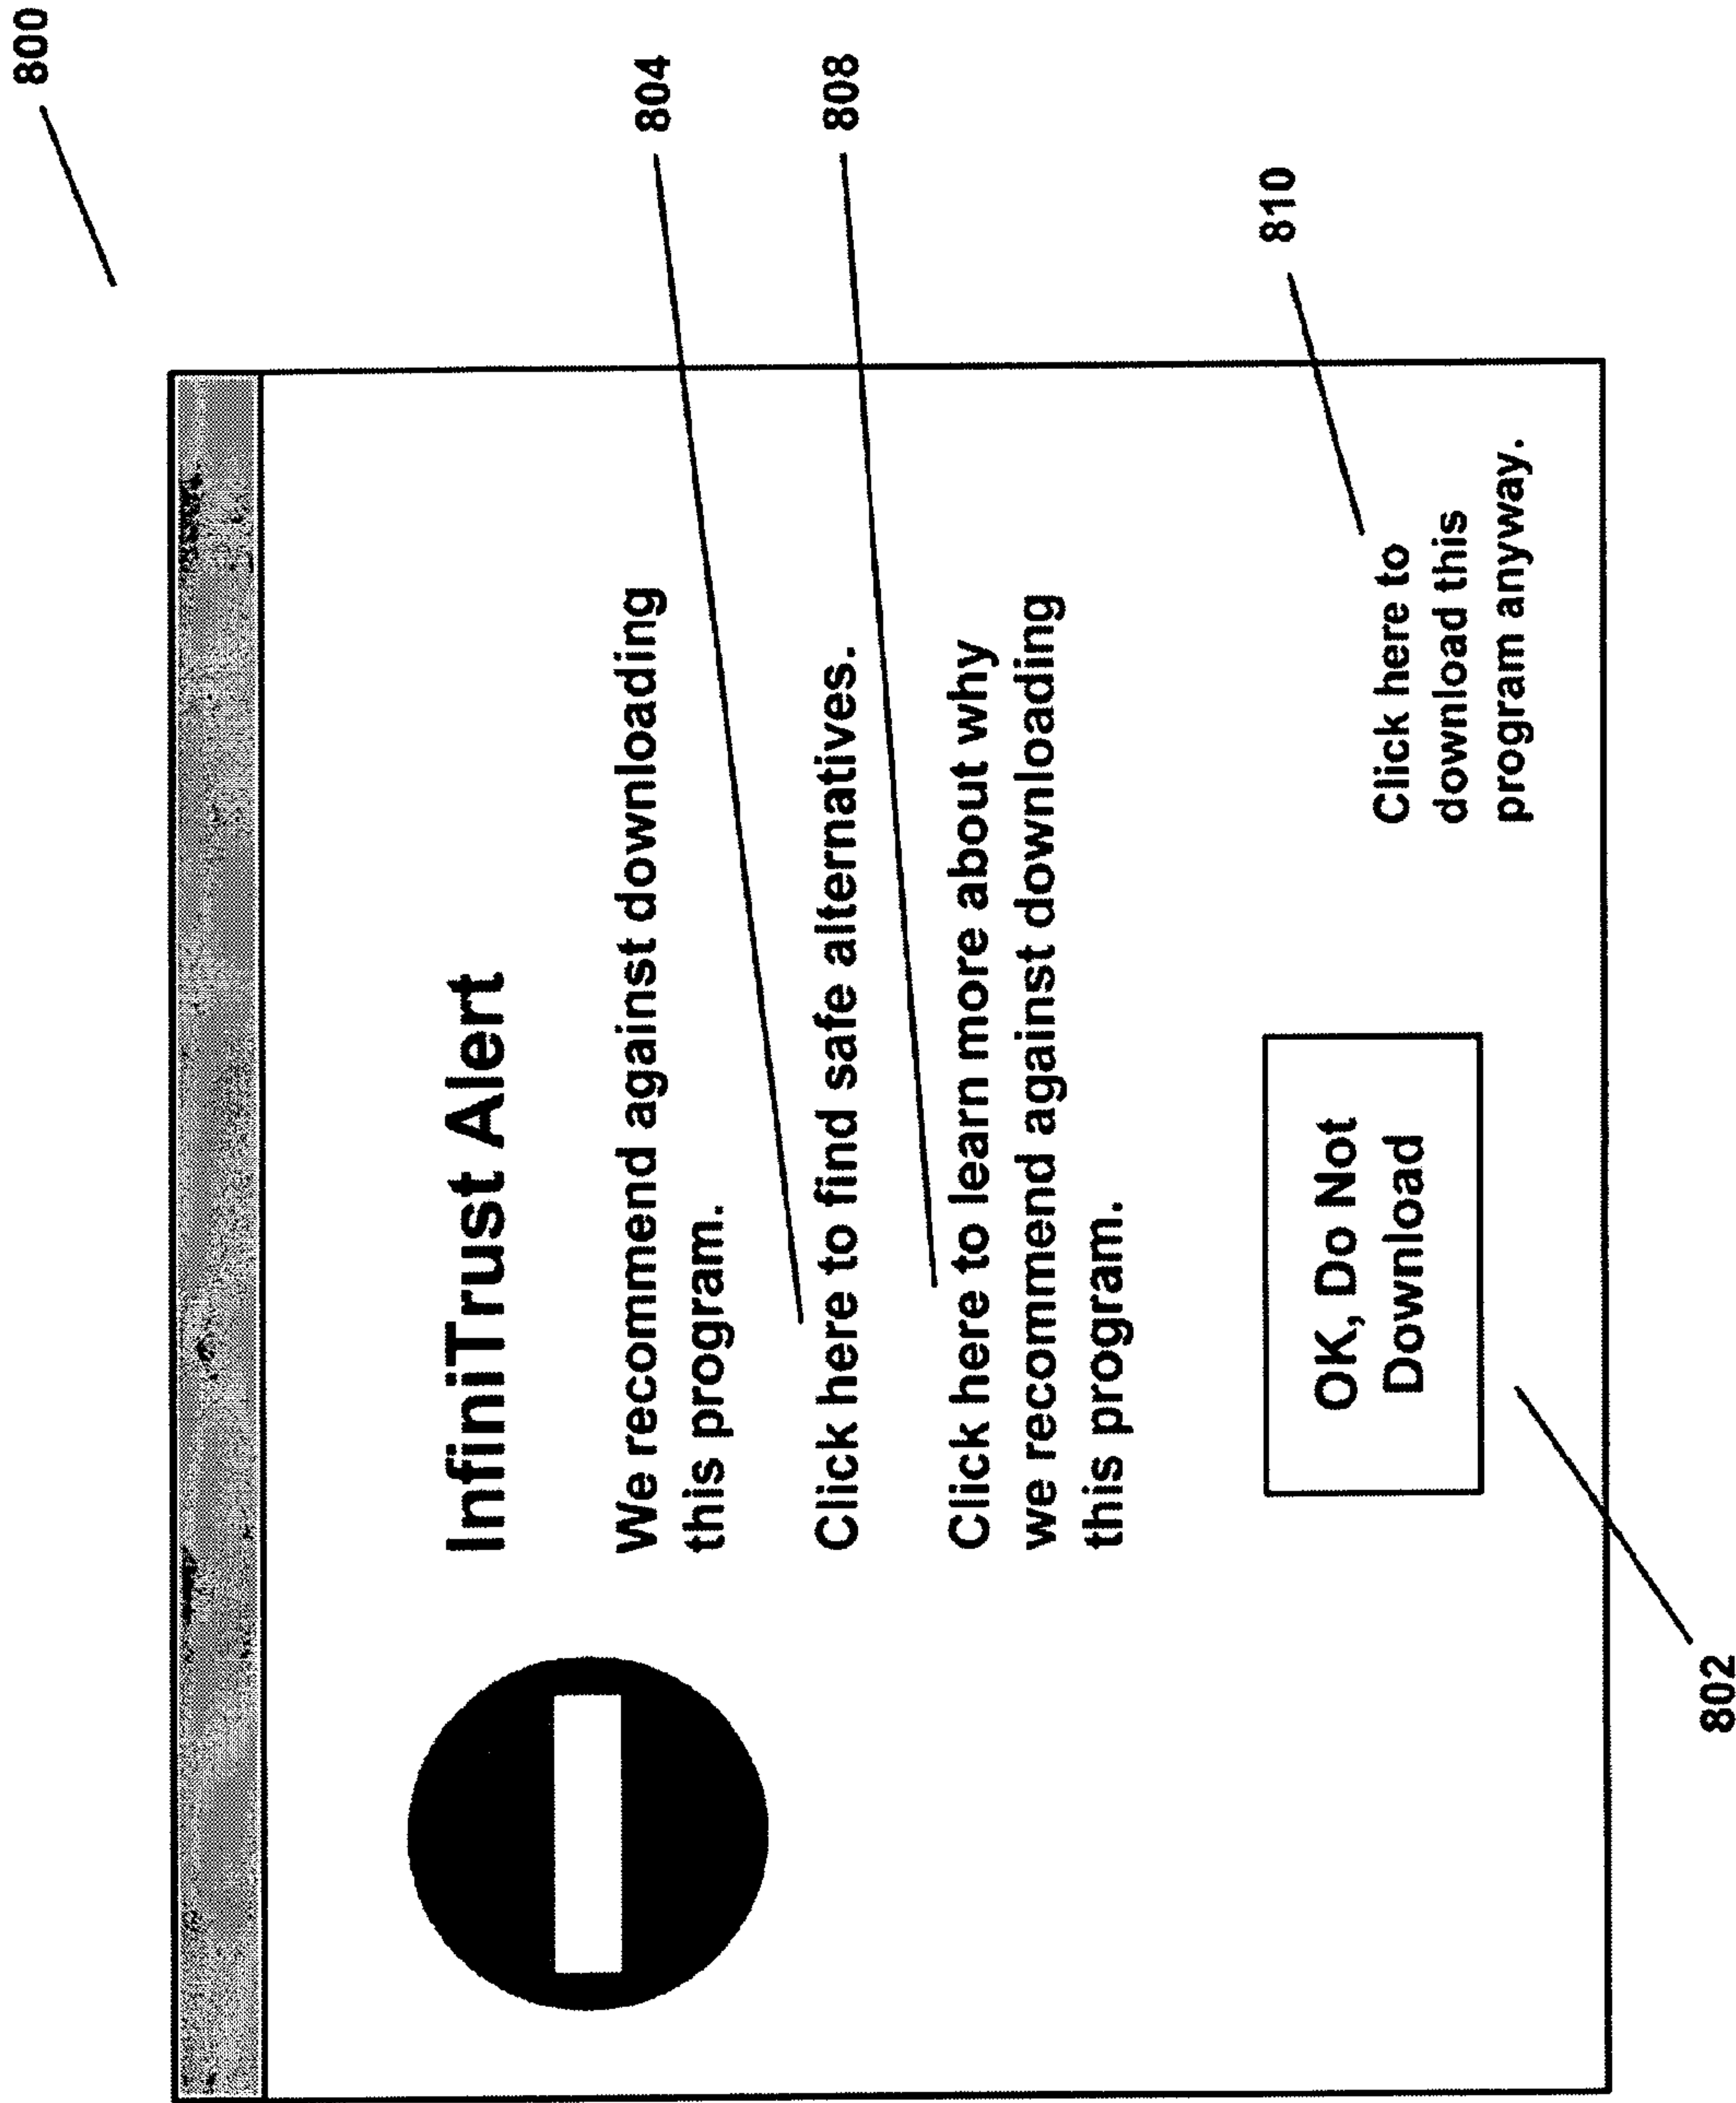 800
InfiniTrust Alert
We recommend against downloading
this program.
804
Click here to find safe alternatives.
808
Click here to learn more about why
we recommend against downloading
this program.
810
OK, Do Not
Download
Click here to
download this
program anyway.
802